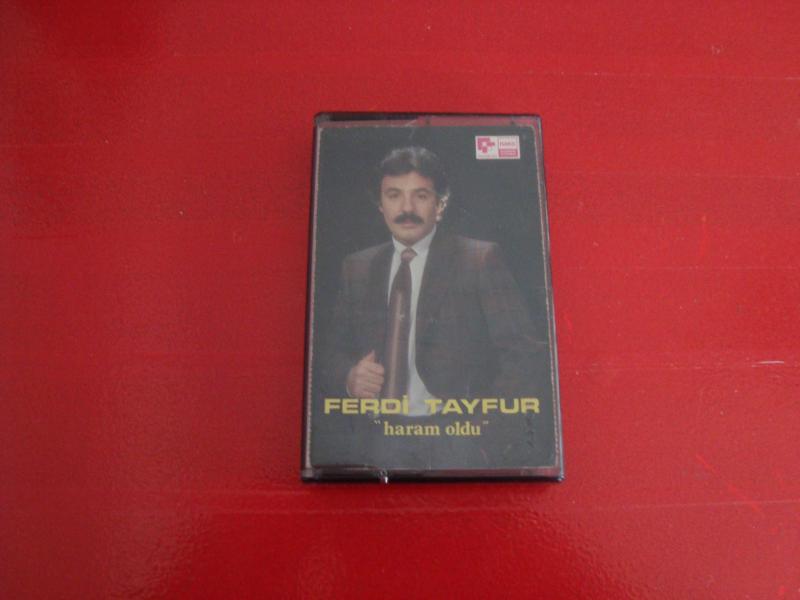 FERDİ TAYFUR
"haram oldu"